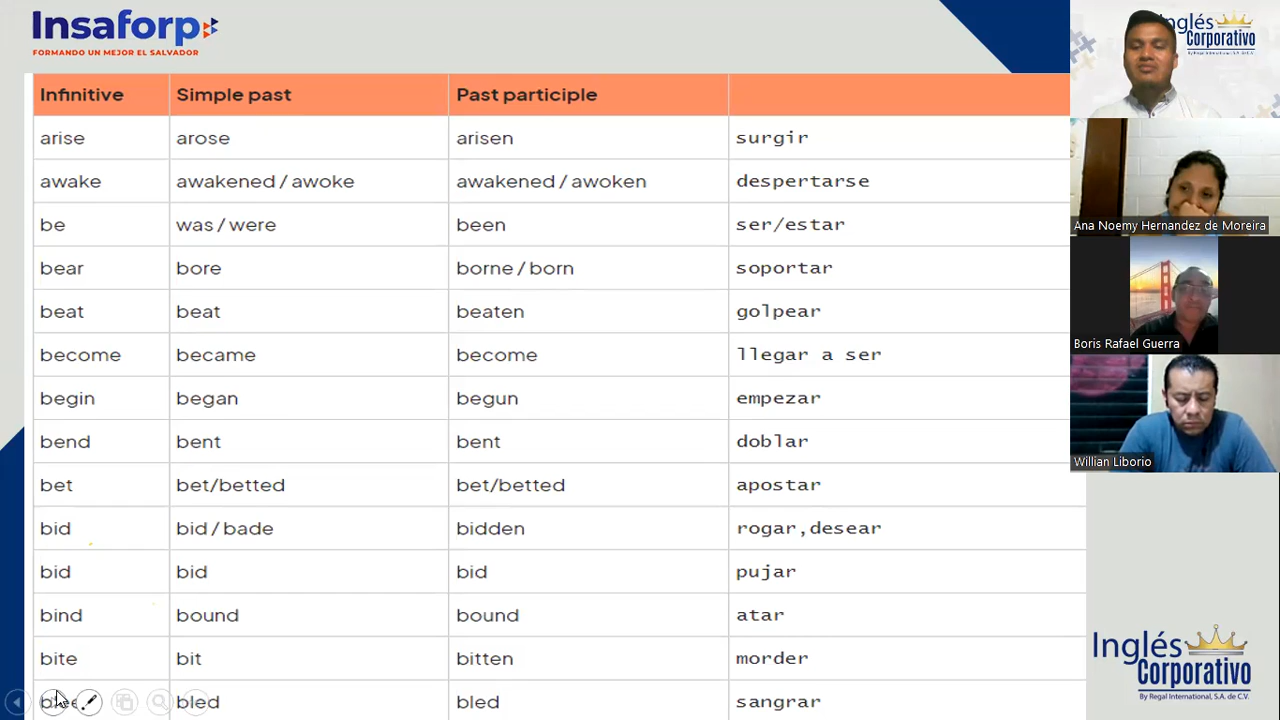 Insaforp
FORMANDO UN MEJOR EL SALVADOR
Infinitive Simple past Past participle
arise arose arisen surgir
awake awakened / awoke awakened / awoken despertarse
be was / were been ser/estar
bear bore borne / born soportar
beat beat beaten golpear
become became become llegar a ser
begin began begun empezar
bend bent bent doblar
bet bet/betted bet/betted apostar
bid bid / bade bidden rogar,desear
bid bid bid pujar
bind bound bound atar
bite bit bitten morder
bled bled sangrar
Inglés
Corporativo
By Regal International, S.A. de C.V.
Ana Noemy Hernandez de Moreira
Boris Rafael Guerra
Willian Liborio
Inglés
Corporativo
By Regal International, S.A. de C.V.